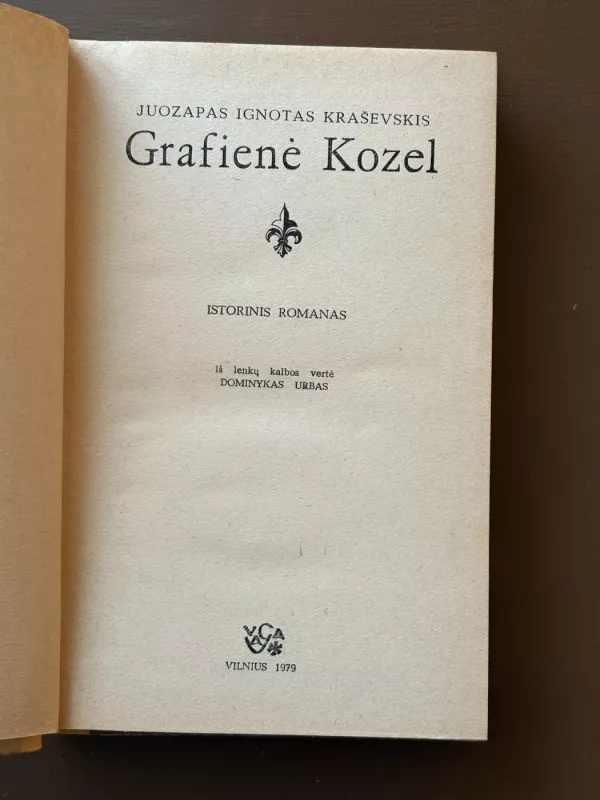 JUOZAPAS IGNOTAS KRAŠEVSKIS
Grafienė Kozel
ISTORINIS ROMANAS
Iš lenkų kalbos vertė
DOMINYKAS URBAS
VAGA
VILNIUS 1979